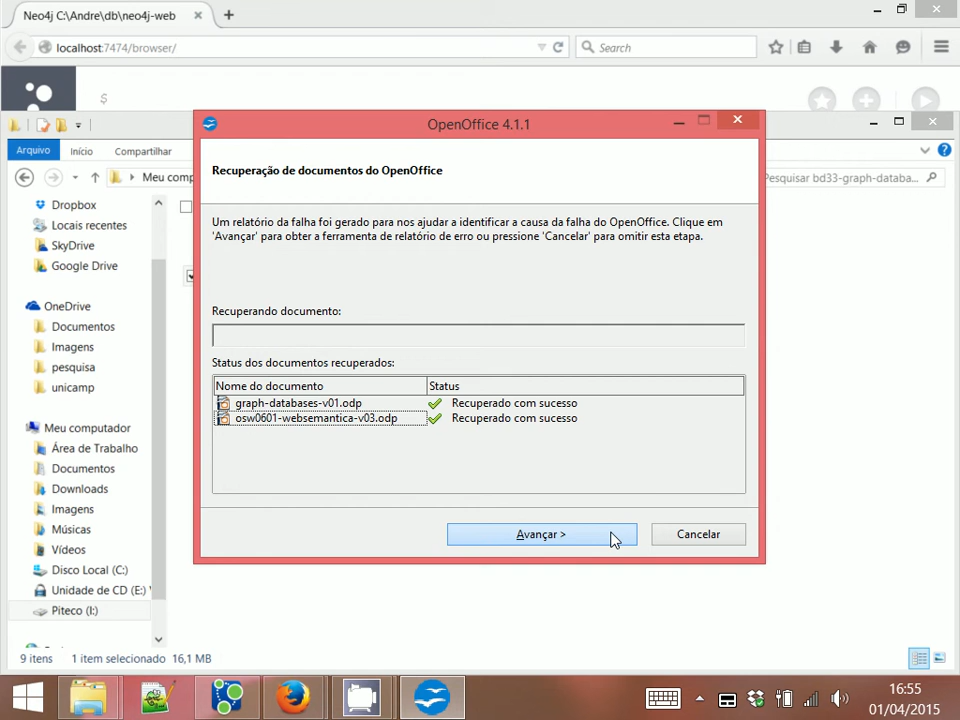 Neo4j C:\Andre\db\neo4j-web
localhost:7474/browser/
Search
$
OpenOffice 4.1.1
Arquivo
Início
Compartilhar
Meu comp
Pesquisar bd33-graph-databa...
Recuperação de documentos do OpenOffice
Um relatório da falha foi gerado para nos ajudar a identificar a causa da falha do OpenOffice. Clique em
'Avançar' para obter a ferramenta de relatório de erro ou pressione 'Cancelar' para omitir esta etapa.
Recuperando documento:
Status dos documentos recuperados:
Nome do documento
Status
graph-databases-v01.odp
Recuperado com sucesso
osw0601-websemantica-v03.odp
Recuperado com sucesso
Avançar >
Cancelar
Dropbox
Locais recentes
SkyDrive
Google Drive
OneDrive
Documentos
Imagens
pesquisa
unicamp
Meu computador
Área de Trabalho
Documentos
Downloads
Imagens
Músicas
Vídeos
Disco Local (C:)
Unidade de CD (E:)
Piteco (I:)
9 itens
1 item selecionado 16,1 MB
16:55
01/04/2015